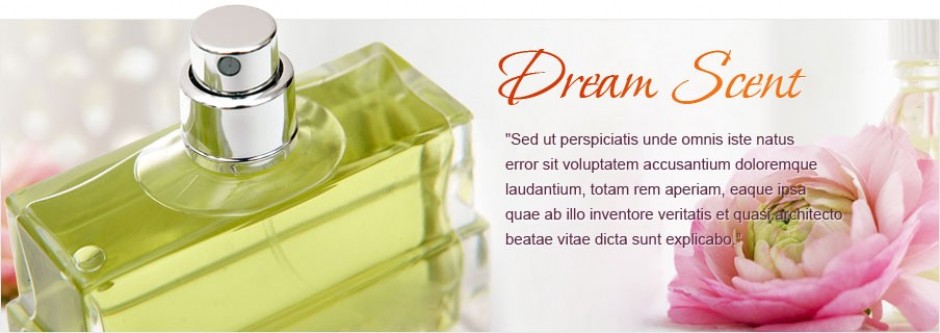 Dream Scent
"Sed ut perspiciatis unde omnis iste natus
error sit voluptatem accusantium doloremque
laudantium, totam rem aperiam, eaque ipsa
quae ab illo inventore veritatis et quasi architecto
beatae vitae dicta sunt explicabo."